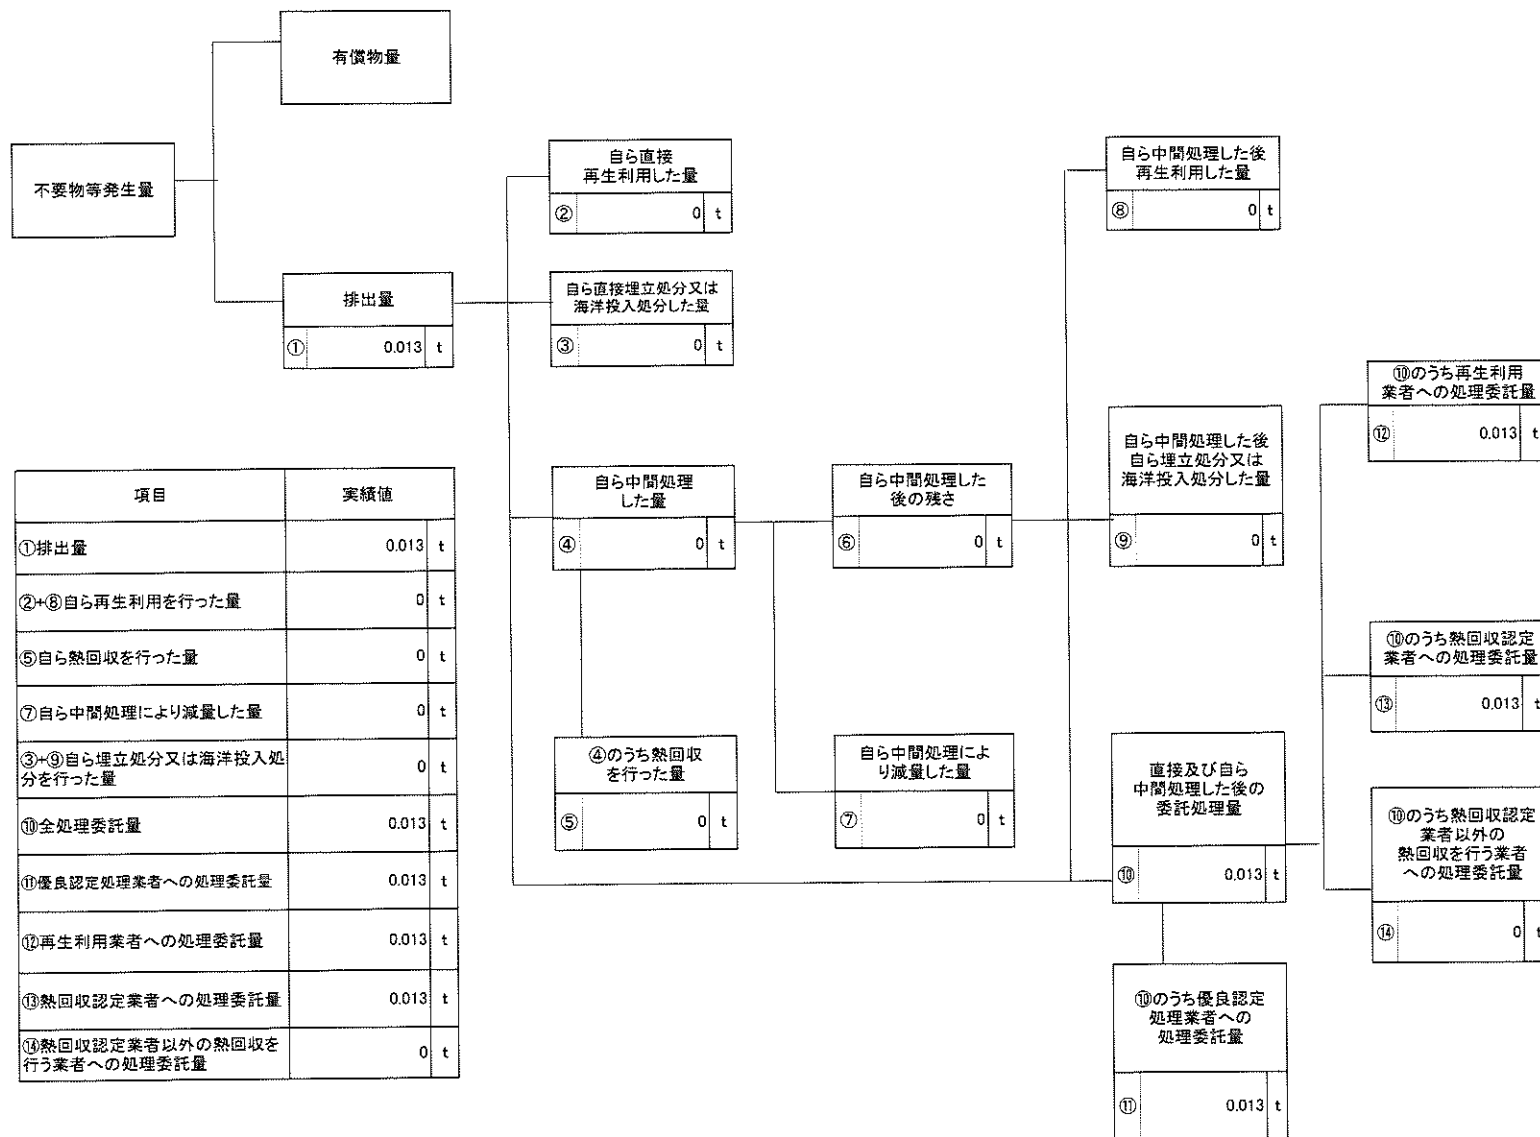 有償物量
不要物等発生量
排出量
① 0.013 t
自ら直接
再生利用した量
② 0 t
自ら直接埋立処分又は
海洋投入処分した量
③ 0 t
自ら中間処理
した量
④ 0 t
④のうち熱回収
を行った量
⑤ 0 t
自ら中間処理した
後の残さ
⑥ 0 t
自ら中間処理によ
り減量した量
⑦ 0 t
自ら中間処理した後
再生利用した量
⑧ 0 t
自ら中間処理した後
自ら埋立処分又は
海洋投入処分した量
⑨ 0 t
直接及び自ら
中間処理した後の
委託処理量
⑩ 0.013 t
⑩のうち優良認定
処理業者への
処理委託量
⑪ 0.013 t
⑩のうち再生利用
業者への処理委託量
⑫ 0.013 t
⑩のうち熱回収認定
業者への処理委託量
⑬ 0.013 t
⑩のうち熱回収認定
業者以外の
熱回収を行う業者
への処理委託量
⑭ 0 t
項目 実績値
①排出量 0.013 t
②+⑧自ら再生利用を行った量 0 t
⑤自ら熱回収を行った量 0 t
⑦自ら中間処理により減量した量 0 t
③+⑨自ら埋立処分又は海洋投入処
分を行った量 0 t
⑩全処理委託量 0.013 t
⑪優良認定処理業者への処理委託量 0.013 t
⑫再生利用業者への処理委託量 0.013 t
⑬熱回収認定業者への処理委託量 0.013 t
⑭熱回収認定業者以外の熱回収を
行う業者への処理委託量 0 t